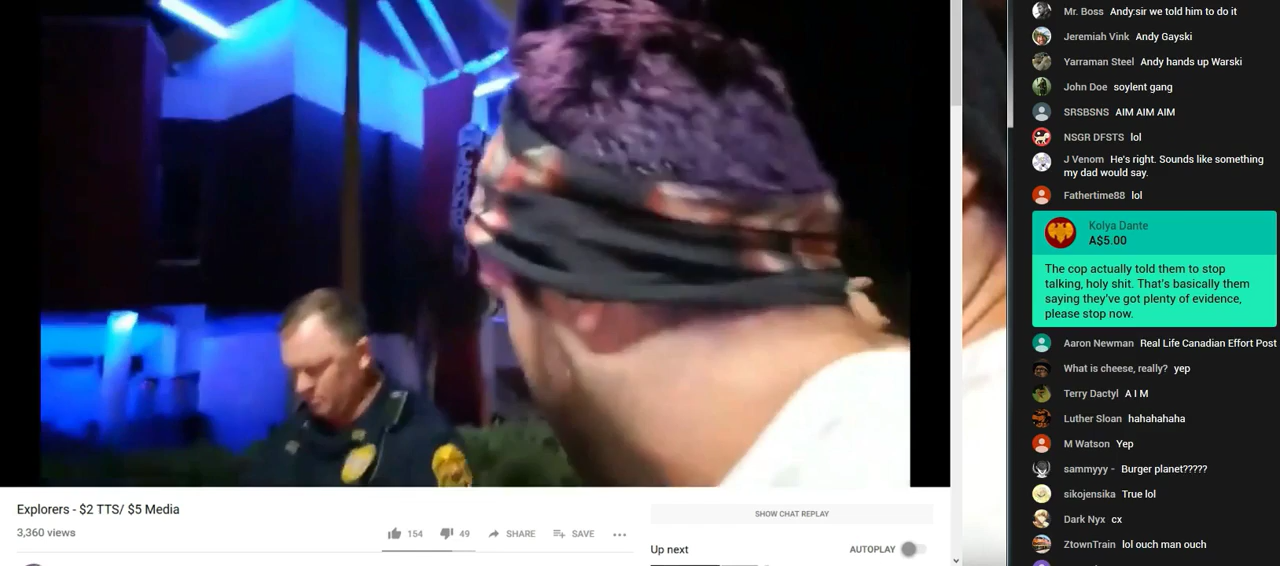 Explorers - $2 TTS/ $5 Media
3,360 views
154
49
SHARE
SAVE
SHOW CHAT REPLAY
Up next
AUTOPLAY
Mr. Boss Andy:sir we told him to do it
Jeremiah Vink Andy Gayski
Yarraman Steel Andy hands up Warski
John Doe soylent gang
SRSBSNS AIM AIM AIM
NSGR DFSTS lol
J Venom He's right. Sounds like something
my dad would say.
Fathertime88 lol
Kolya Dante
A$5.00
The cop actually told them to stop
talking, holy shit. That's basically them
saying they've got plenty of evidence,
please stop now.
Aaron Newman Real Life Canadian Effort Post
What is cheese, really? yep
Terry Dactyl A I M
Luther Sloan hahahahaha
M Watson Yep
sammyyy - Burger planet?????
sikojensika True lol
Dark Nyx cx
ZtownTrain lol ouch man ouch